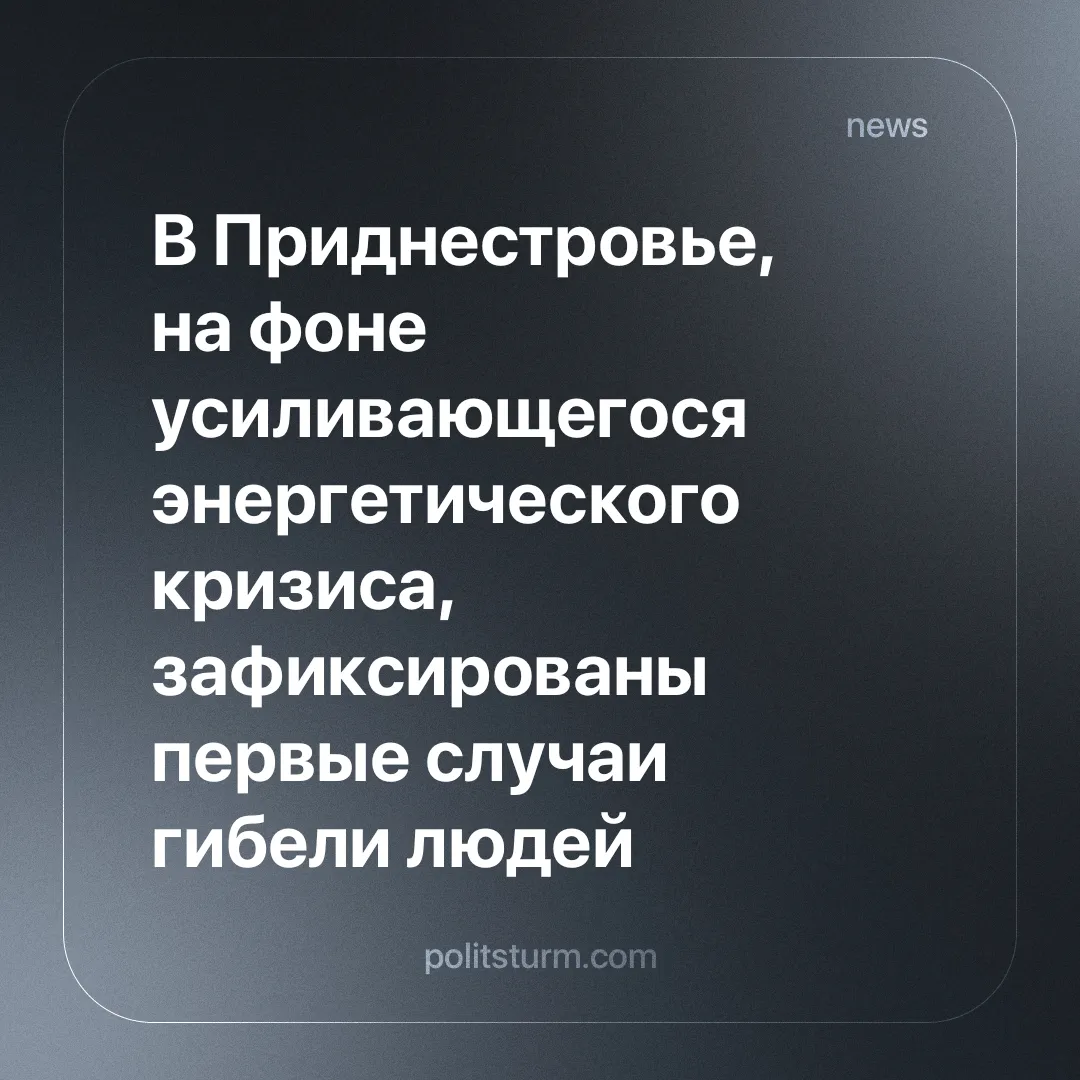 news
В Приднестровье,
на фоне
усиливающегося
энергетического
кризиса,
зафиксированы
первые случаи
гибели людей
politsturm.com